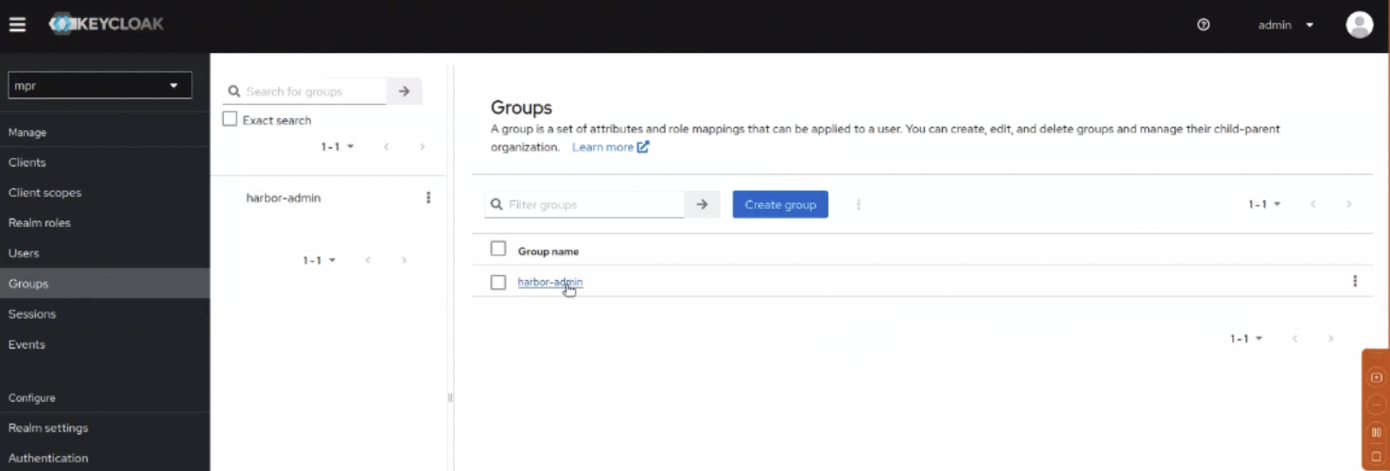 KEYCLOAK
admin
mpr
Manage
Clients
Client scopes
Realm roles
Users
Groups
Sessions
Events
Configure
Realm settings
Authentication
Search for groups
Exact search
1-1
harbor-admin
1-1
Groups
A group is a set of attributes and role mappings that can be applied to a user. You can create, edit, and delete groups and manage their child-parent
organization. Learn more
Filter groups
Create group
1-1
Group name
harbor-admin
1-1